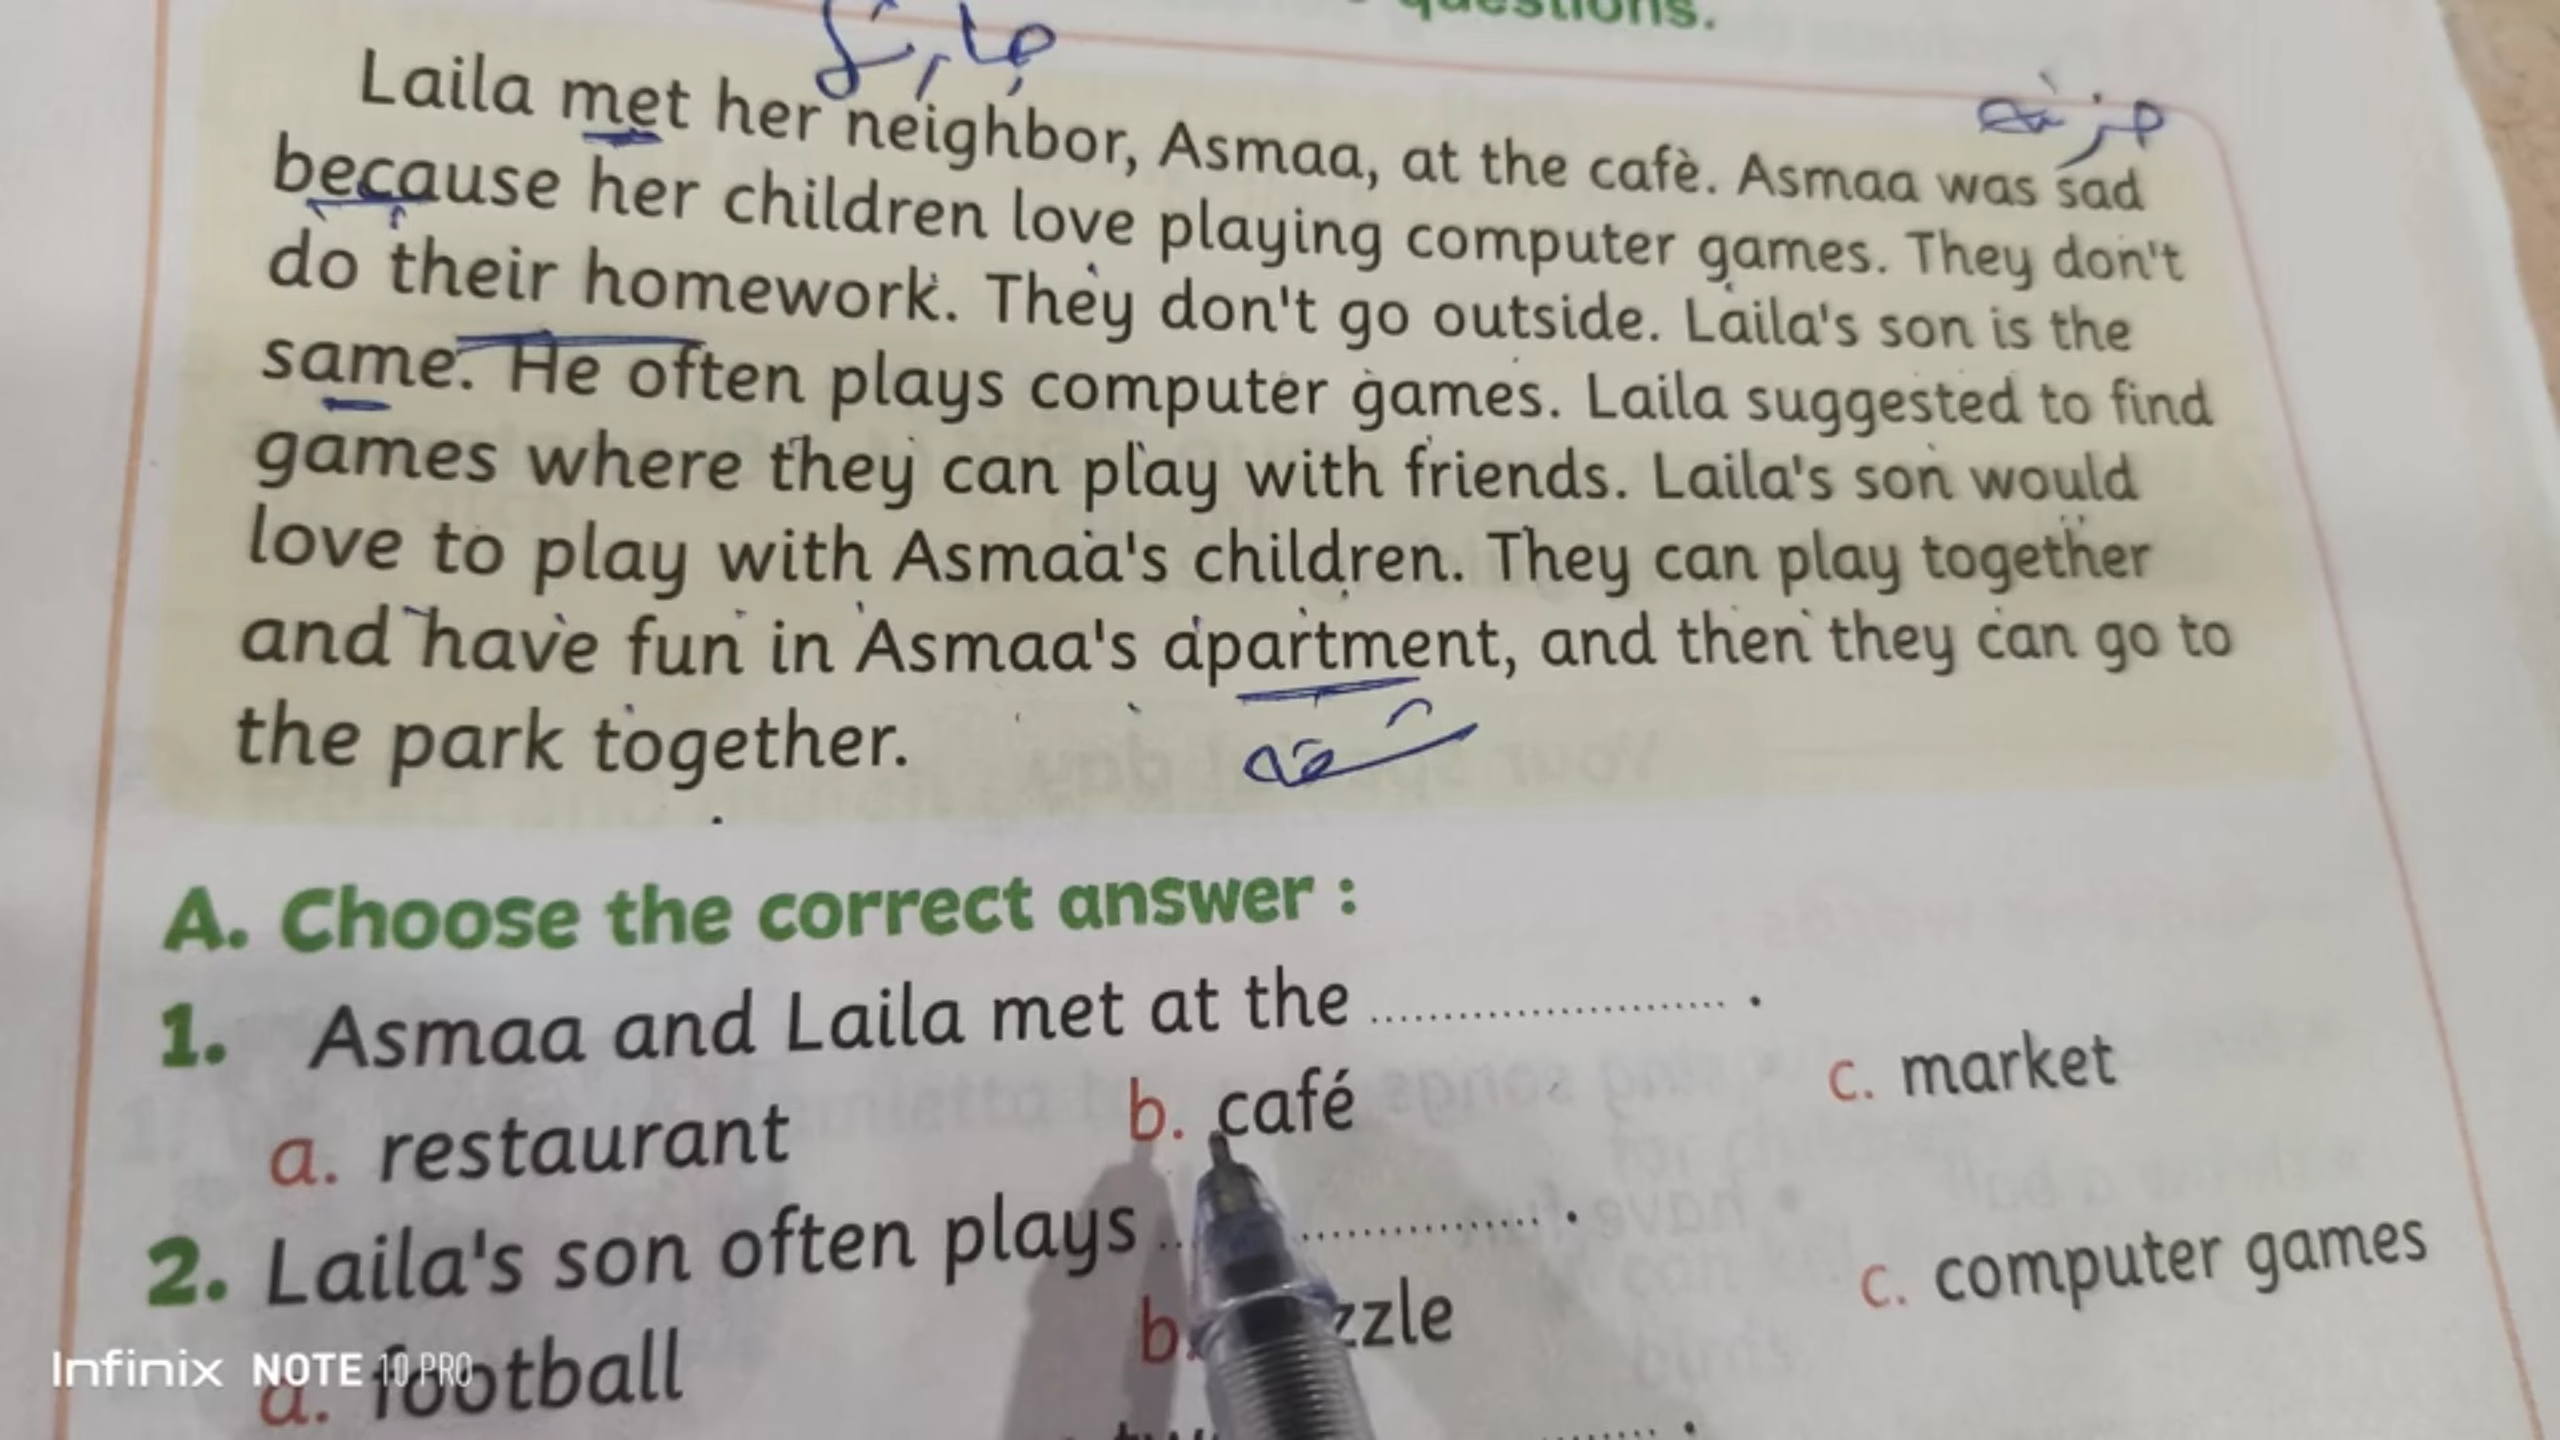 questions.
جارتها
حزينة
Laila met her neighbor, Asmaa, at the cafè. Asmaa was sad
because her children love playing computer games. They don't
do their homework. They don't go outside. Laila's son is the
same. He often plays computer games. Laila suggested to find
games where they can play with friends. Laila's son would
love to play with Asmaa's children. They can play together
and have fun in Asmaa's apartment, and then they can go to
the park together.
شقة
A. Choose the correct answer :
1. Asmaa and Laila met at the .......................... .
a. restaurant b. café c. market
2. Laila's son often plays .......................... .
a. football b. c. computer games
Infinix NOTE 10 PRO